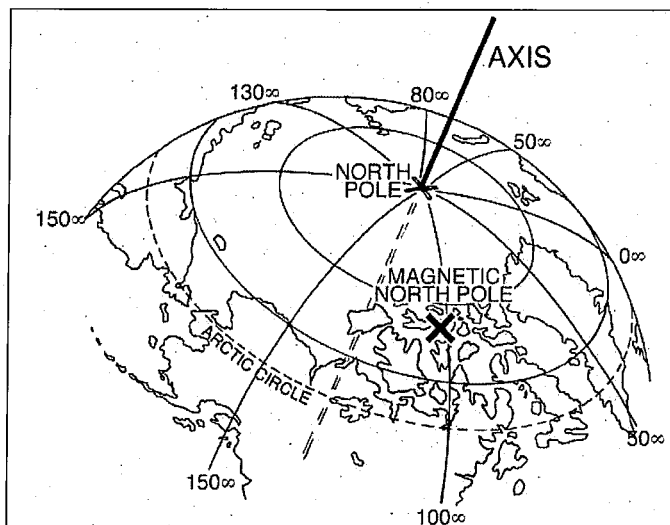 AXIS
130∞
80∞
50∞
NORTH
POLE
150∞
0∞
MAGNETIC
NORTH POLE
ARCTIC CIRCLE
50∞
150∞
100∞